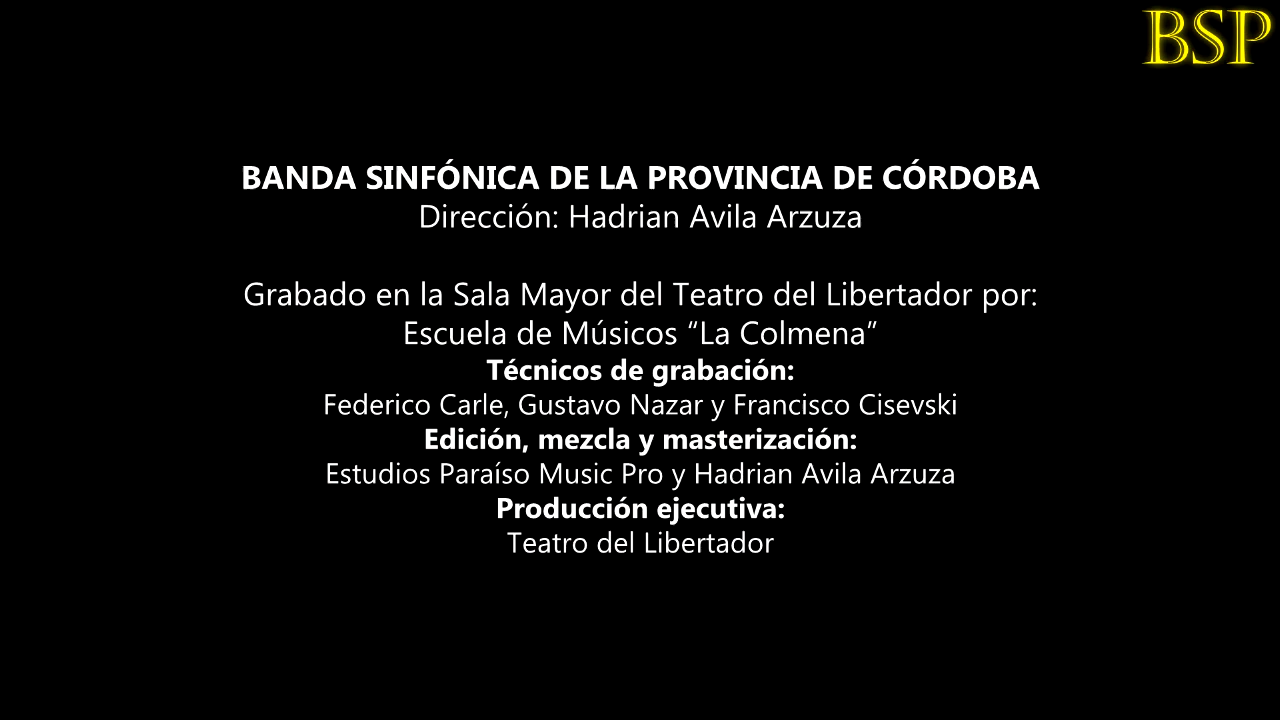 BSP
BANDA SINFÓNICA DE LA PROVINCIA DE CÓRDOBA
Dirección: Hadrian Avila Arzuza
Grabado en la Sala Mayor del Teatro del Libertador por:
Escuela de Músicos “La Colmena”
Técnicos de grabación:
Federico Carle, Gustavo Nazar y Francisco Cisevski
Edición, mezcla y masterización:
Estudios Paraíso Music Pro y Hadrian Avila Arzuza
Producción ejecutiva:
Teatro del Libertador